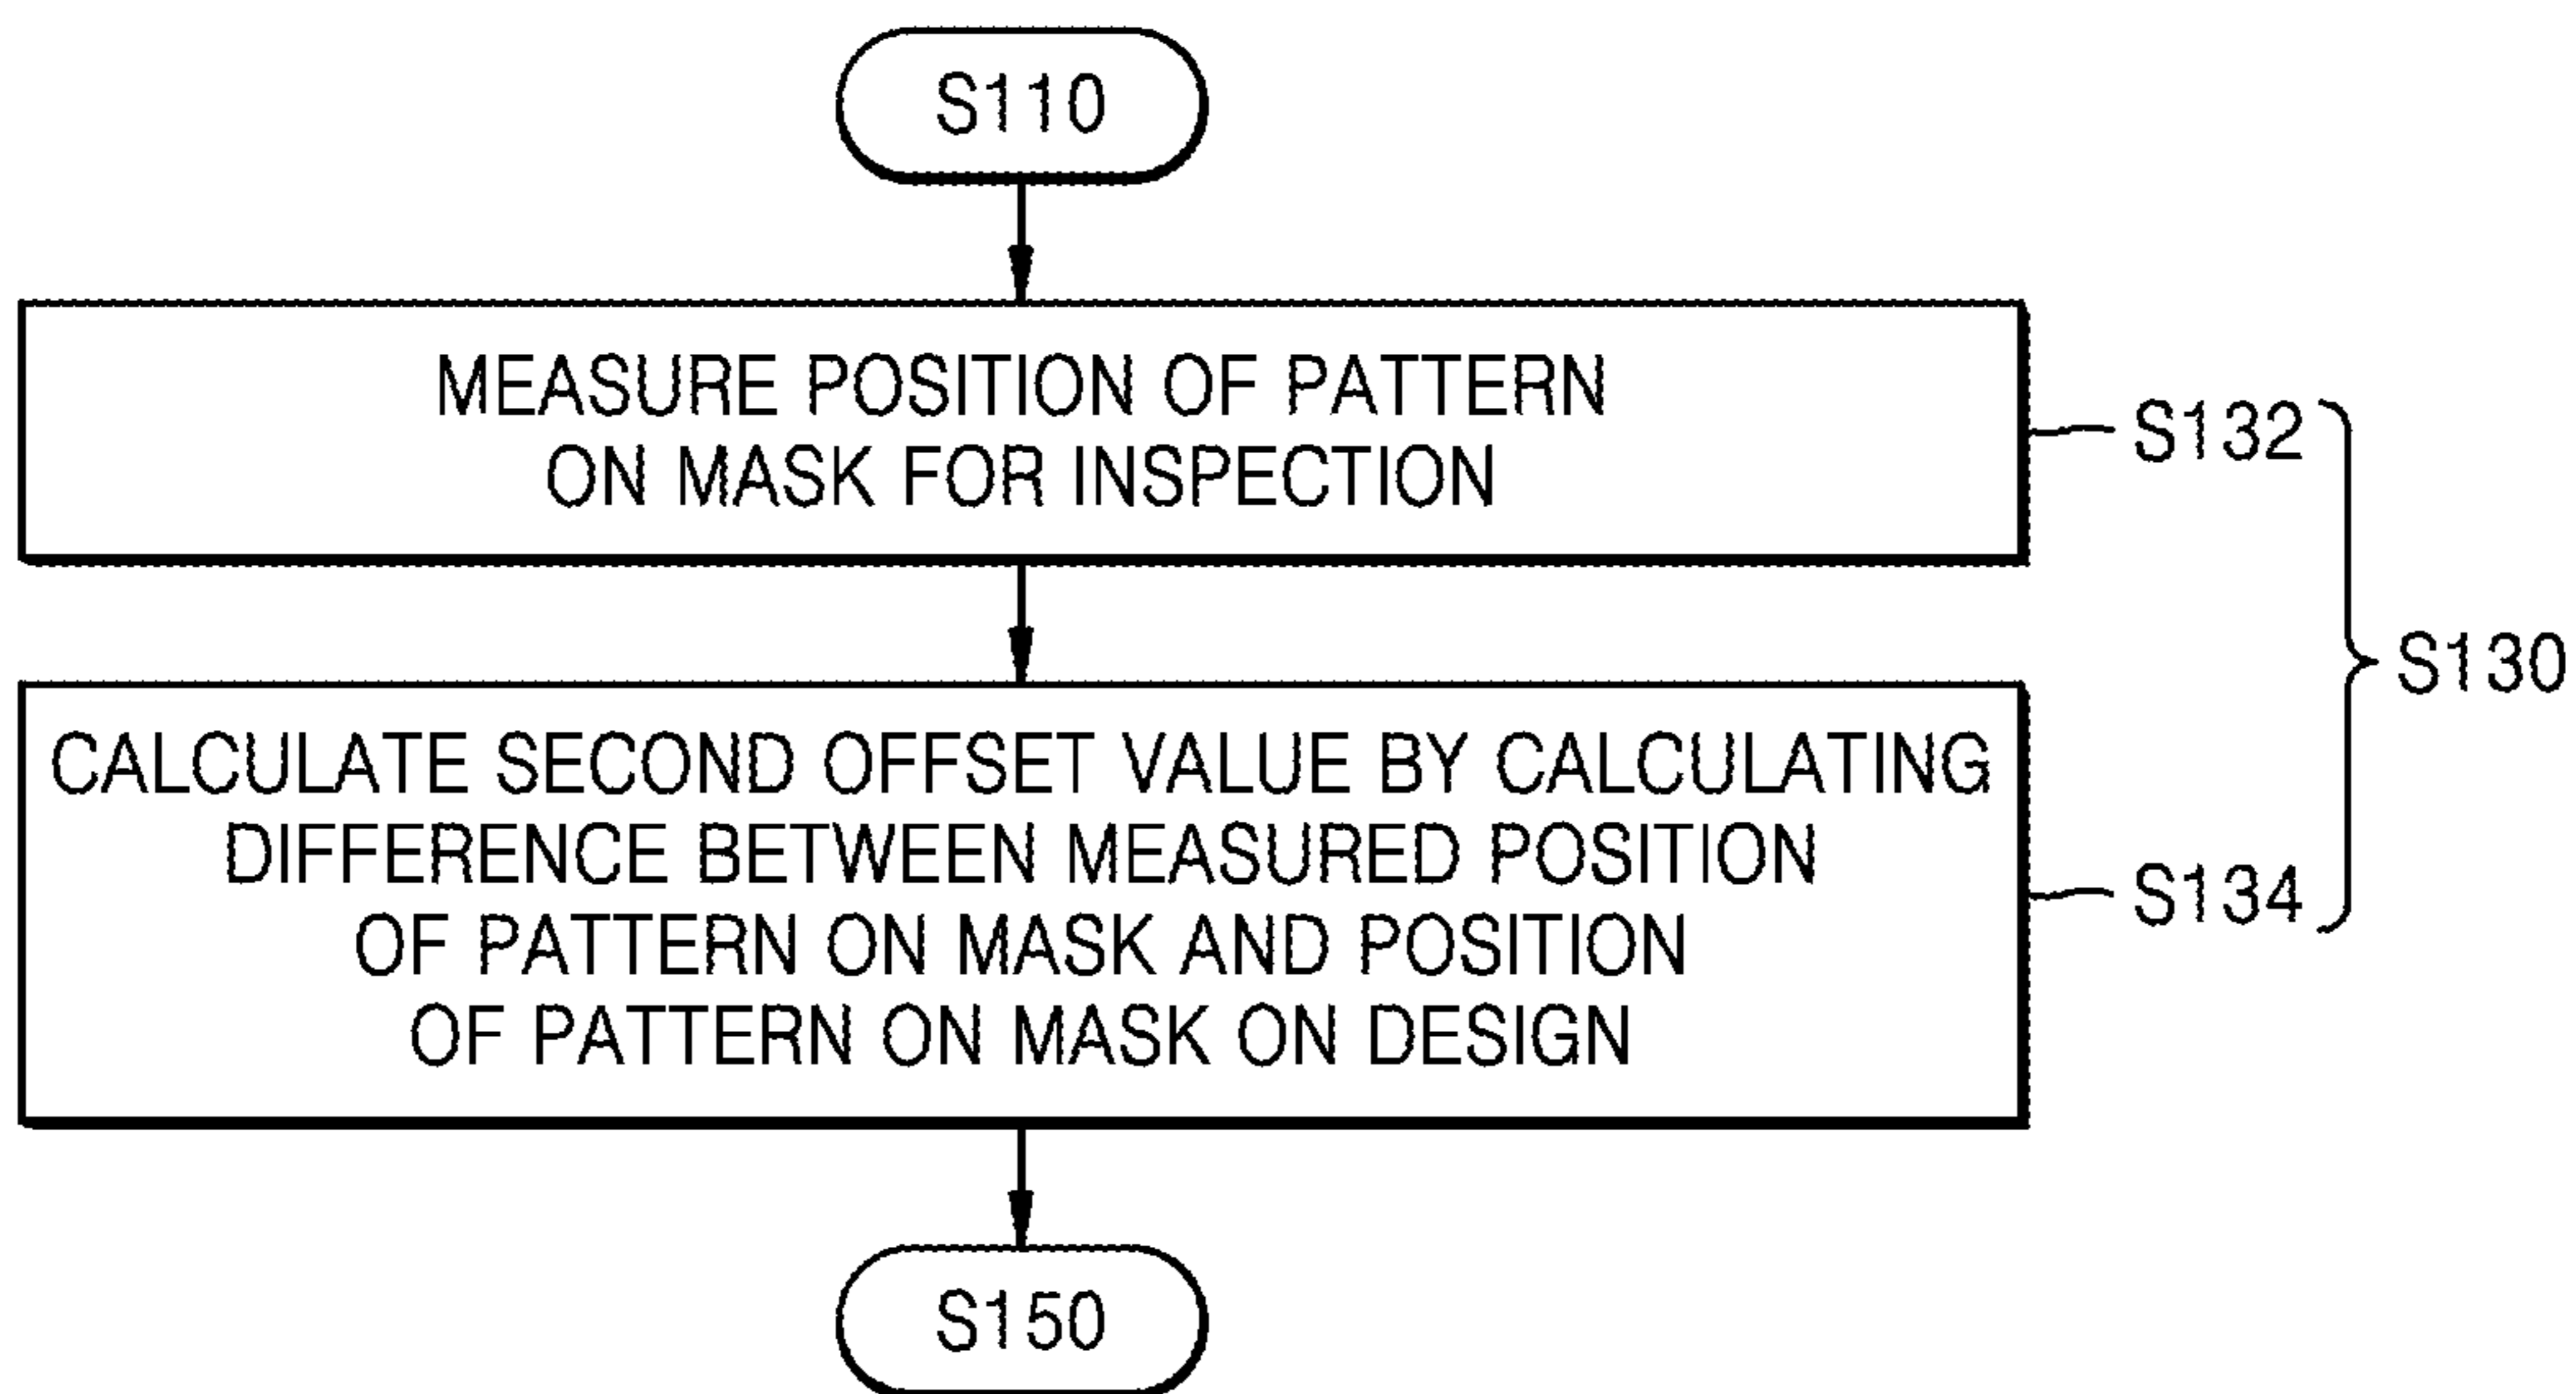 S110
MEASURE POSITION OF PATTERN
ON MASK FOR INSPECTION
S132
S130
CALCULATE SECOND OFFSET VALUE BY CALCULATING
DIFFERENCE BETWEEN MEASURED POSITION
OF PATTERN ON MASK AND POSITION
OF PATTERN ON MASK ON DESIGN
S134
S150